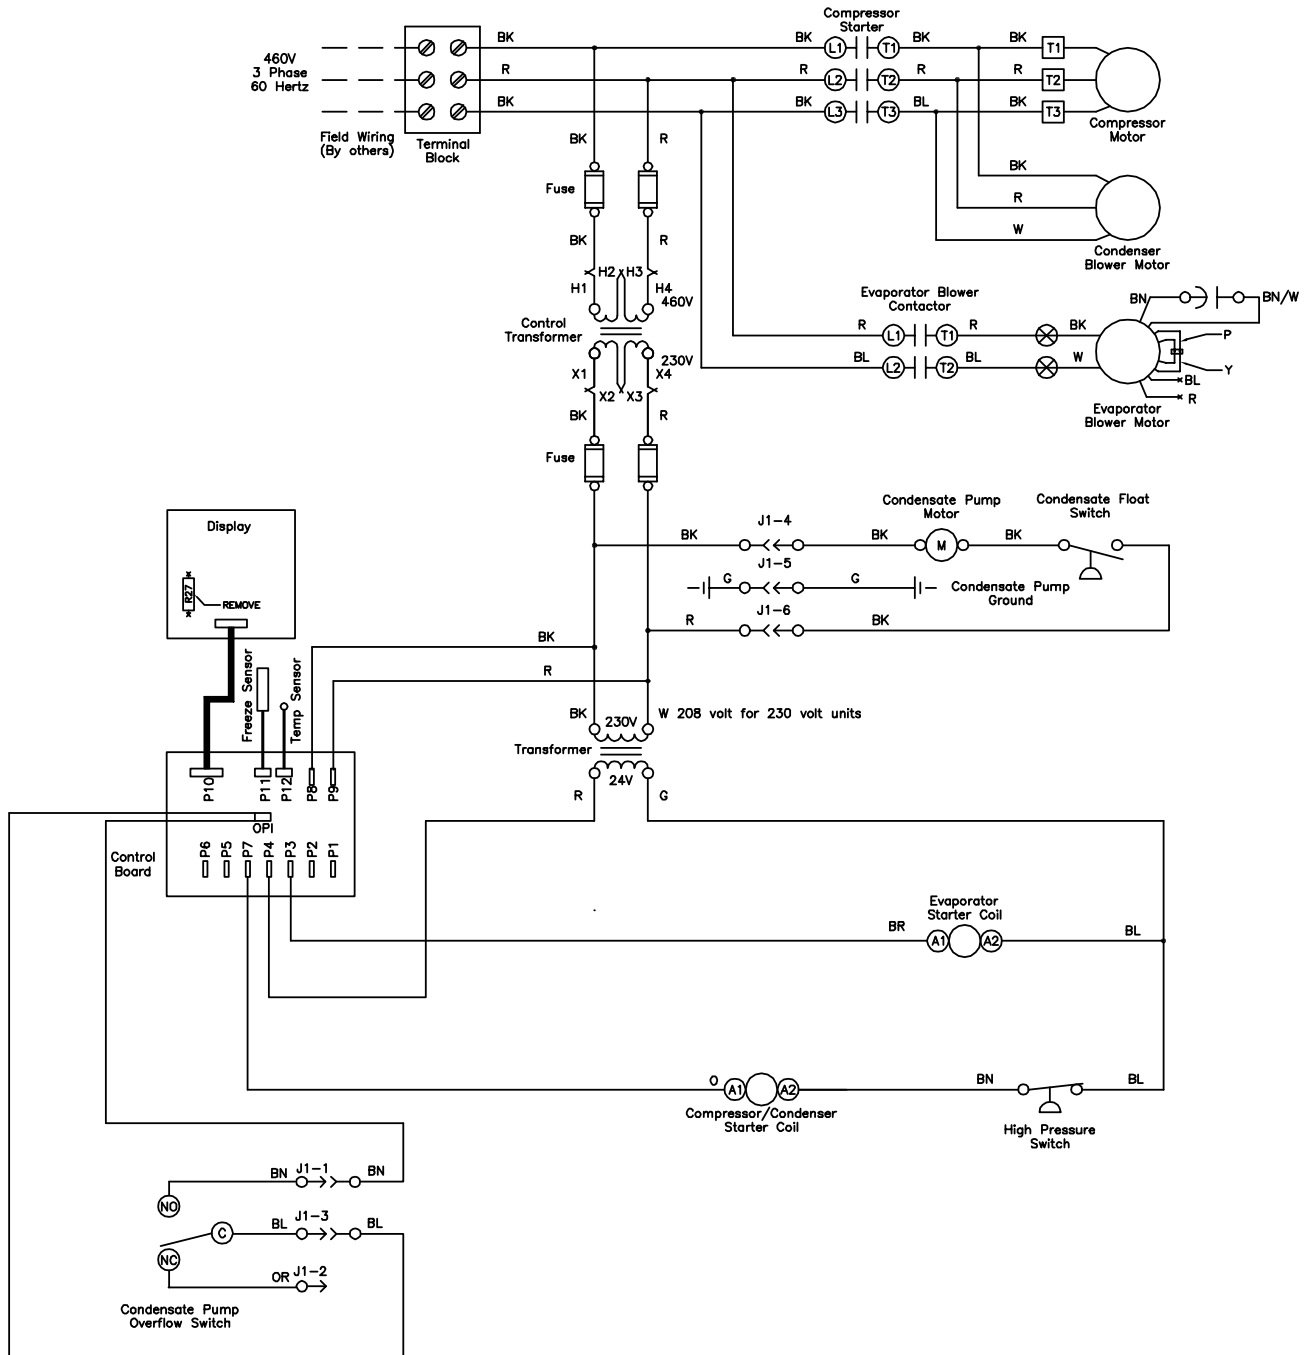 Compressor
Starter
460V
3 Phase
60 Hertz
BK
BK
L1
T1
BK
BK
T1
R
R
L2
T2
R
R
T2
BK
BK
L3
T3
BL
BK
T3
Field Wiring
(By others)
Terminal
Block
Compressor
Motor
BK
R
Fuse
BK
R
W
BK
R
Condenser
Blower Motor
H1
H2
H3
H4
460V
Control
Transformer
230V
X1
X2
X3
X4
BK
R
Fuse
Evaporator Blower
Contactor
R
L1
T1
R
BK
BL
L2
T2
BL
W
BN
BN/W
P
Y
BL
R
Evaporator
Blower Motor
Display
R27
REMOVE
Condensate Pump
Motor
Condensate Float
Switch
BK
J1-4
BK
M
BK
G
J1-5
G
Condensate Pump
Ground
R
J1-6
BK
BK
R
Freeze Sensor
Temp Sensor
BK
230V
W 208 volt for 230 volt units
Transformer
24V
R
G
P10
P11
P12
P8
P9
OPI
P6
P5
P7
P4
P3
P2
P1
Control
Board
Evaporator
Starter Coil
BR
A1
A2
BL
O
A1
A2
BN
BL
Compressor/Condenser
Starter Coil
High Pressure
Switch
BN
J1-1
BN
NO
C
BL
J1-3
BL
NC
OR
J1-2
Condensate Pump
Overflow Switch